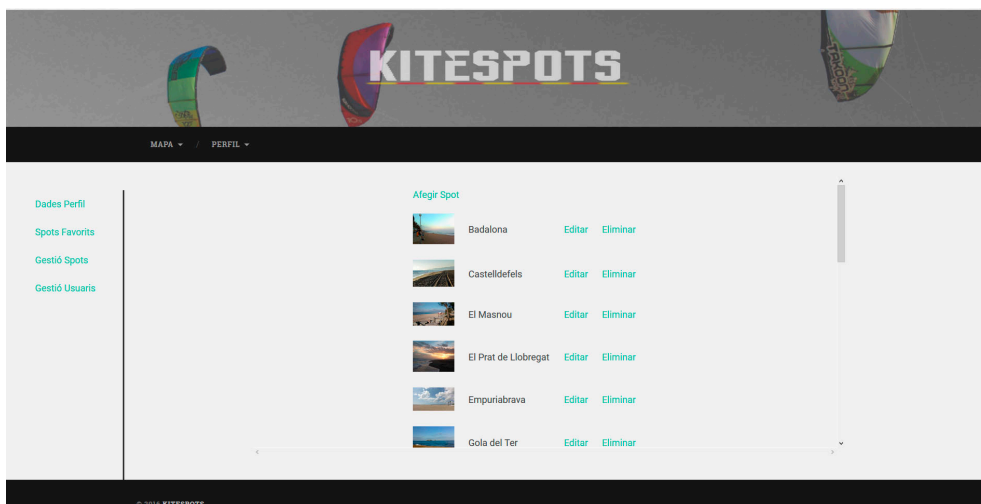 KITESPOTS
MAPA / PERFIL
Dades Perfil
Spots Favorits
Gestió Spots
Gestió Usuaris
Afegir Spot
Badalona Editar Eliminar
Castelldefels Editar Eliminar
El Masnou Editar Eliminar
El Prat de Llobregat Editar Eliminar
Empuriabrava Editar Eliminar
Gola del Ter Editar Eliminar
© 2016 KITESPOTS